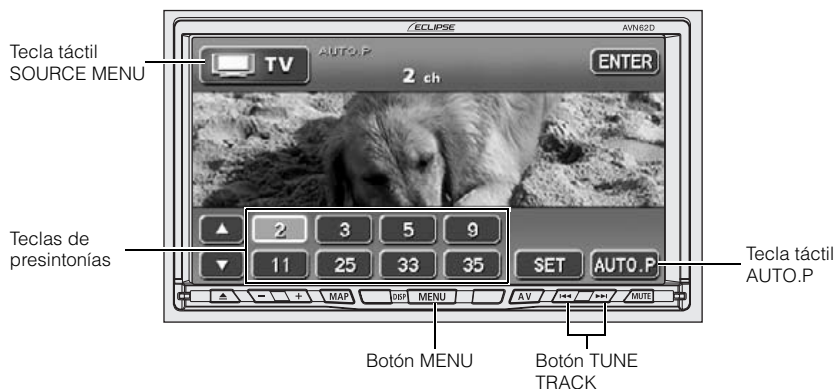 ECLIPSE
AVN62D
Tecla táctil
SOURCE MENU
TV
AUTO.P
2 ch
ENTER
Teclas de
presintonías
2 3 5 9
11 25 33 35
SET AUTO.P
Tecla táctil
AUTO.P
MAP
DISP
MENU
AV
MUTE
Botón MENU
Botón TUNE
TRACK